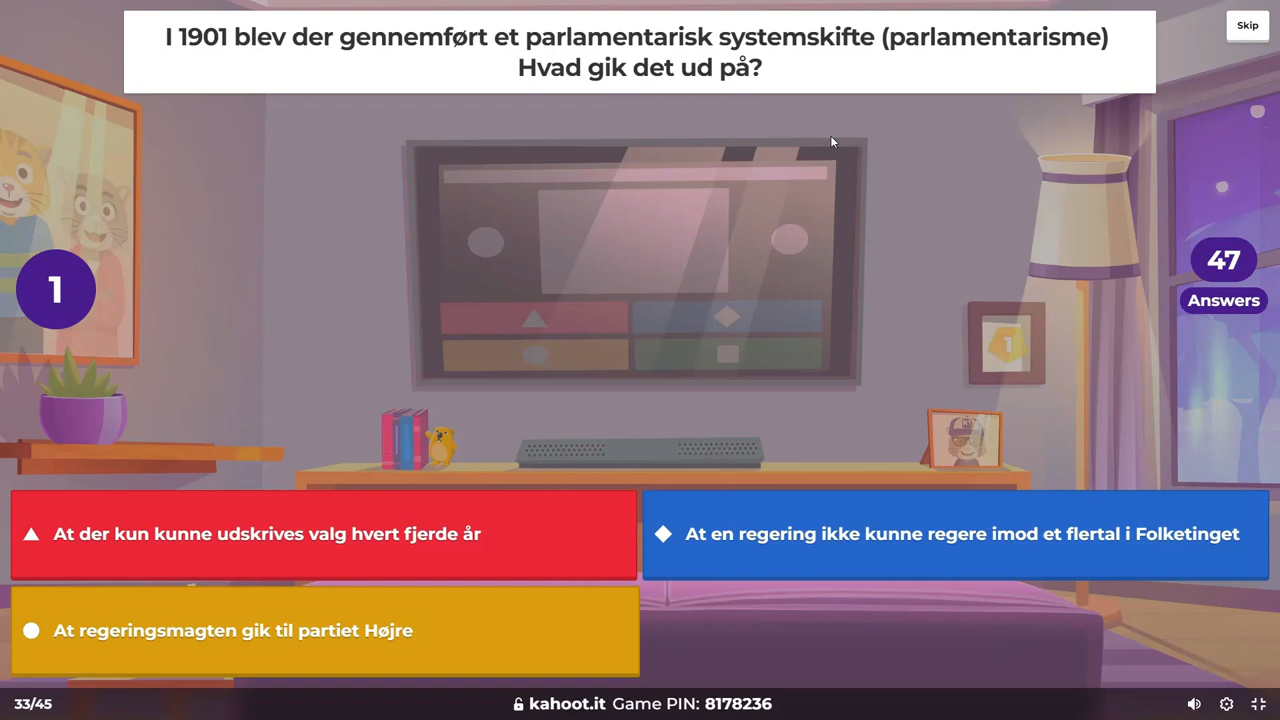 I 1901 blev der gennemført et parlamentarisk systemskifte (parlamentarisme)
Hvad gik det ud på?
Skip
1
47
Answers
1
At der kun kunne udskrives valg hvert fjerde år
At en regering ikke kunne regere imod et flertal i Folketinget
At regeringsmagten gik til partiet Højre
33/45
kahoot.it Game PIN: 8178236